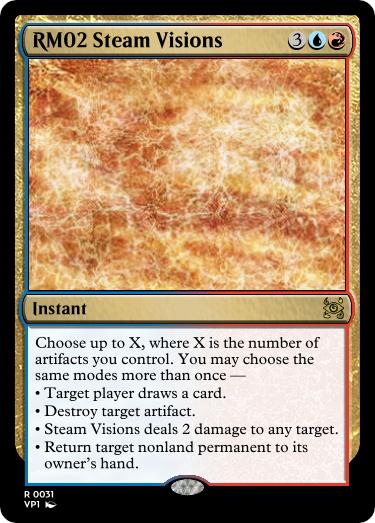 RM02 Steam Visions 3
Instant
Choose up to X, where X is the number of
artifacts you control. You may choose the
same modes more than once —
• Target player draws a card.
• Destroy target artifact.
• Steam Visions deals 2 damage to any target.
• Return target nonland permanent to its
owner's hand.
R 0031
VP1